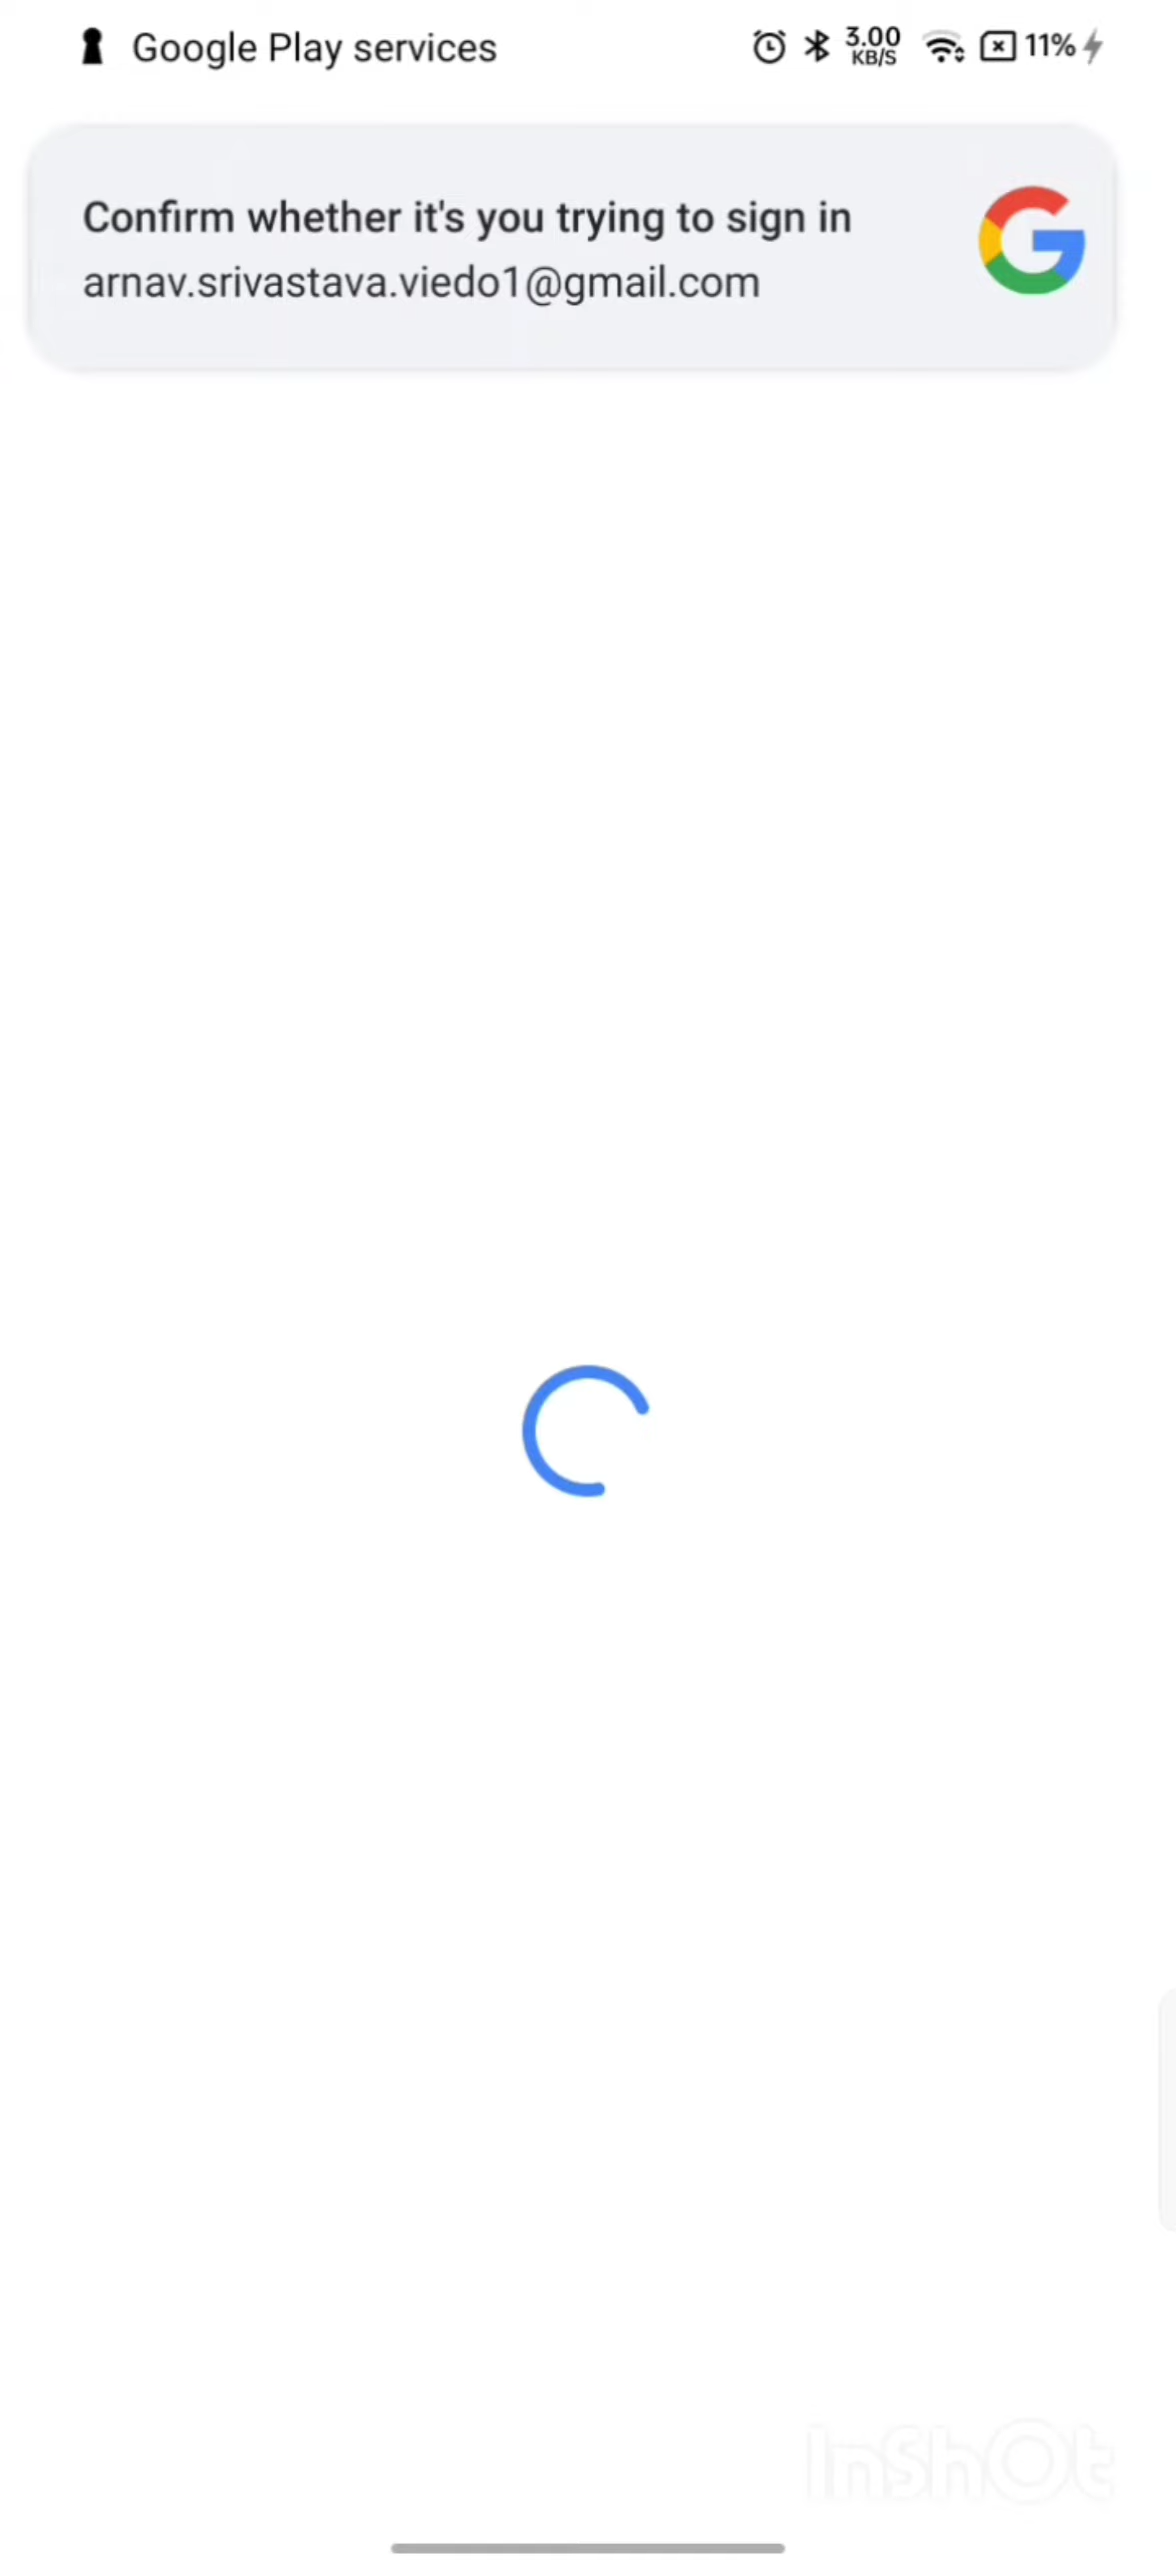 Google Play services
3.00
KB/S
11%
Confirm whether it's you trying to sign in
arnav.srivastava.viedo1@gmail.com
InShOt